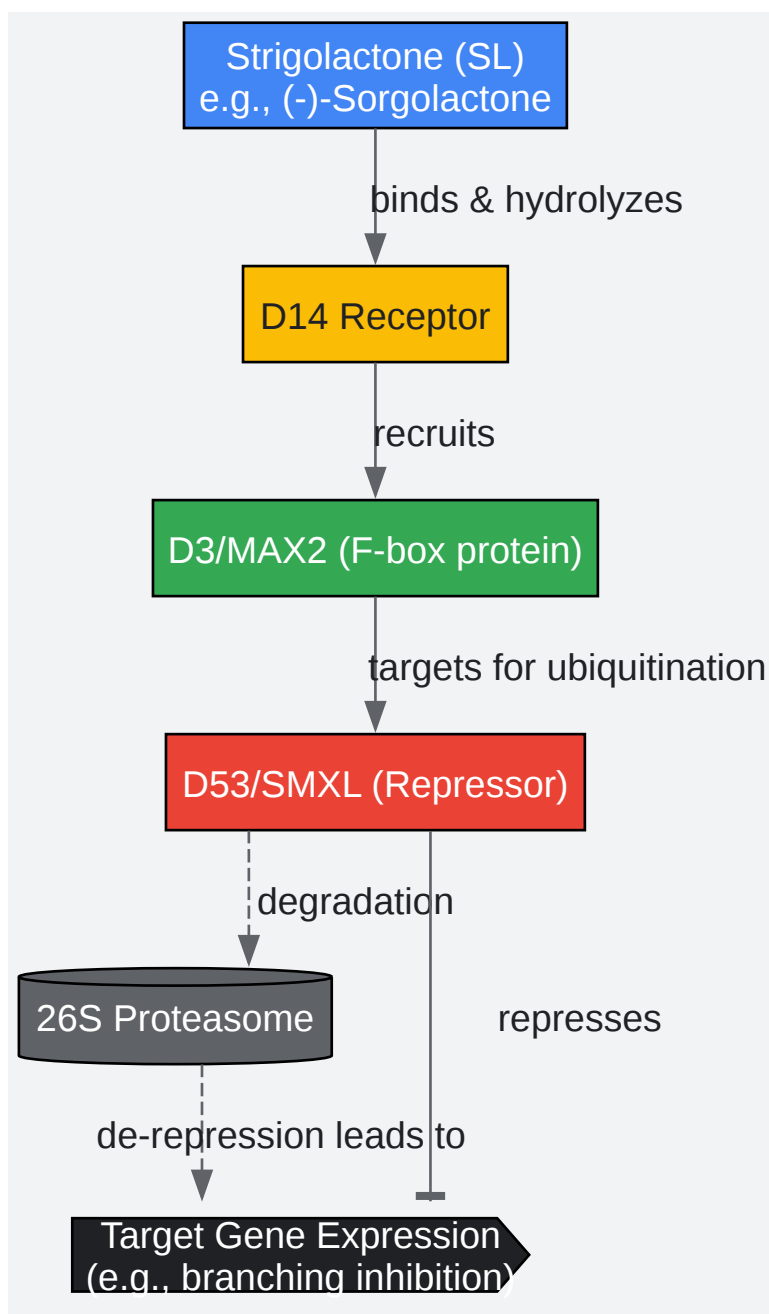 Strigolactone (SL)
e.g., (-)-Sorgolactone
binds & hydrolyzes
D14 Receptor
recruits
D3/MAX2 (F-box protein)
targets for ubiquitination
D53/SMXL (Repressor)
degradation
26S Proteasome
represses
de-repression leads to
Target Gene Expression
(e.g., branching inhibition)